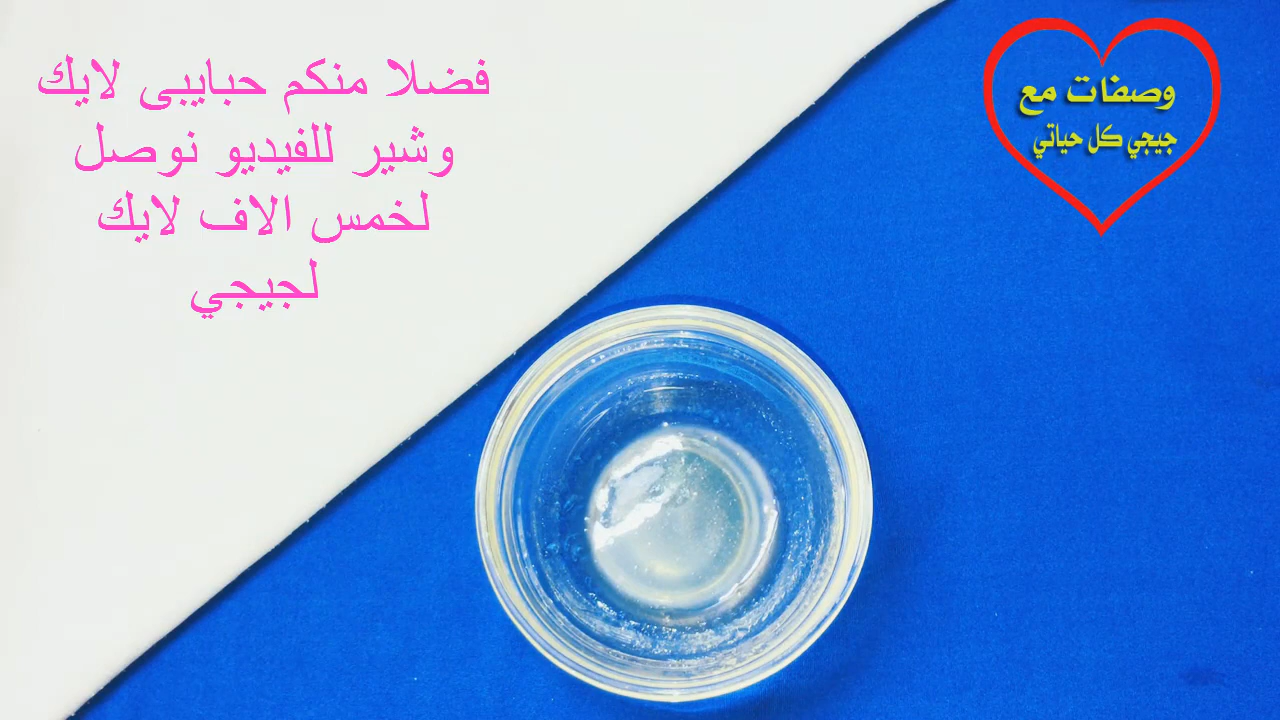 فضلا منكم حبايبى لايك
وشير للفيديو نوصل
لخمس الاف لايك
لجيجي
وصفات مع
جيجي كل حياتي